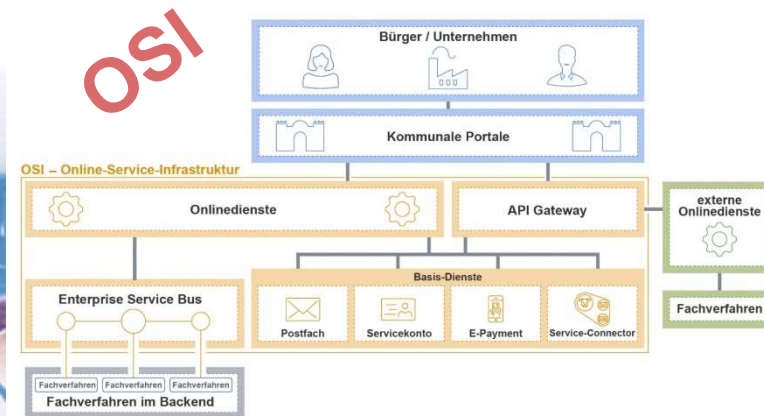 OSI
Bürger / Unternehmen
Kommunale Portale
OSI – Online-Service-Infrastruktur
Onlinedienste
API Gateway
externe
Onlinedienste
Basis-Dienste
Enterprise Service Bus
Postfach
Servicekonto
E-Payment
Service-Connector
Fachverfahren
Fachverfahren
Fachverfahren
Fachverfahren
Fachverfahren im Backend